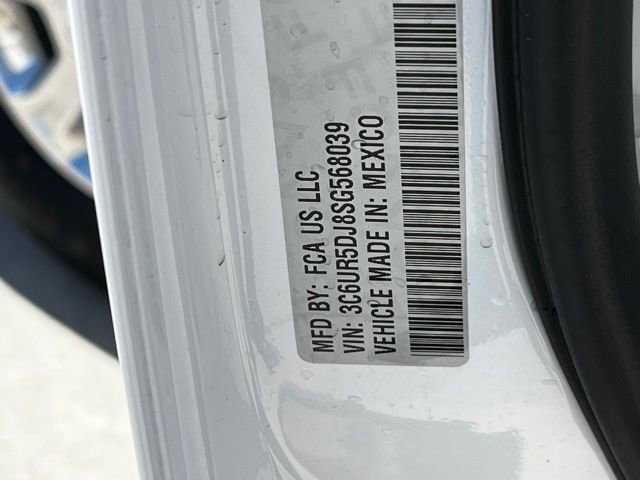 MFD BY: FCA US LLC
VIN: 3C6UR5DJ8SG568039
VEHICLE MADE IN: MEXICO